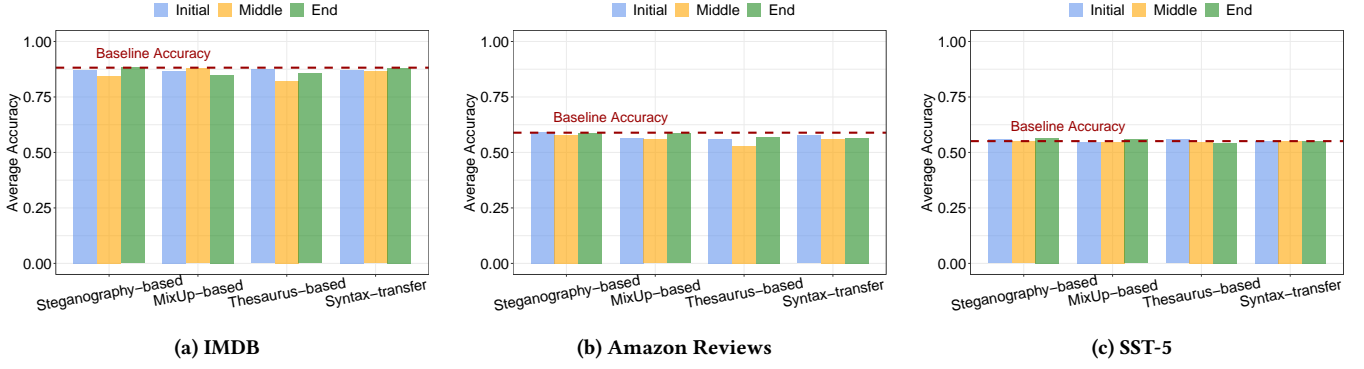 Initial Middle End
1.00
Baseline Accuracy
0.75
0.50
0.25
0.00
Average Accuracy
Steganography-based MixUp-based Thesaurus-based Syntax-transfer
(a) IMDB
Initial Middle End
1.00
0.75
Baseline Accuracy
0.50
0.25
0.00
Average Accuracy
Steganography-based MixUp-based Thesaurus-based Syntax-transfer
(b) Amazon Reviews
Initial Middle End
1.00
0.75
Baseline Accuracy
0.50
0.25
0.00
Average Accuracy
Steganography-based MixUp-based Thesaurus-based Syntax-transfer
(c) SST-5